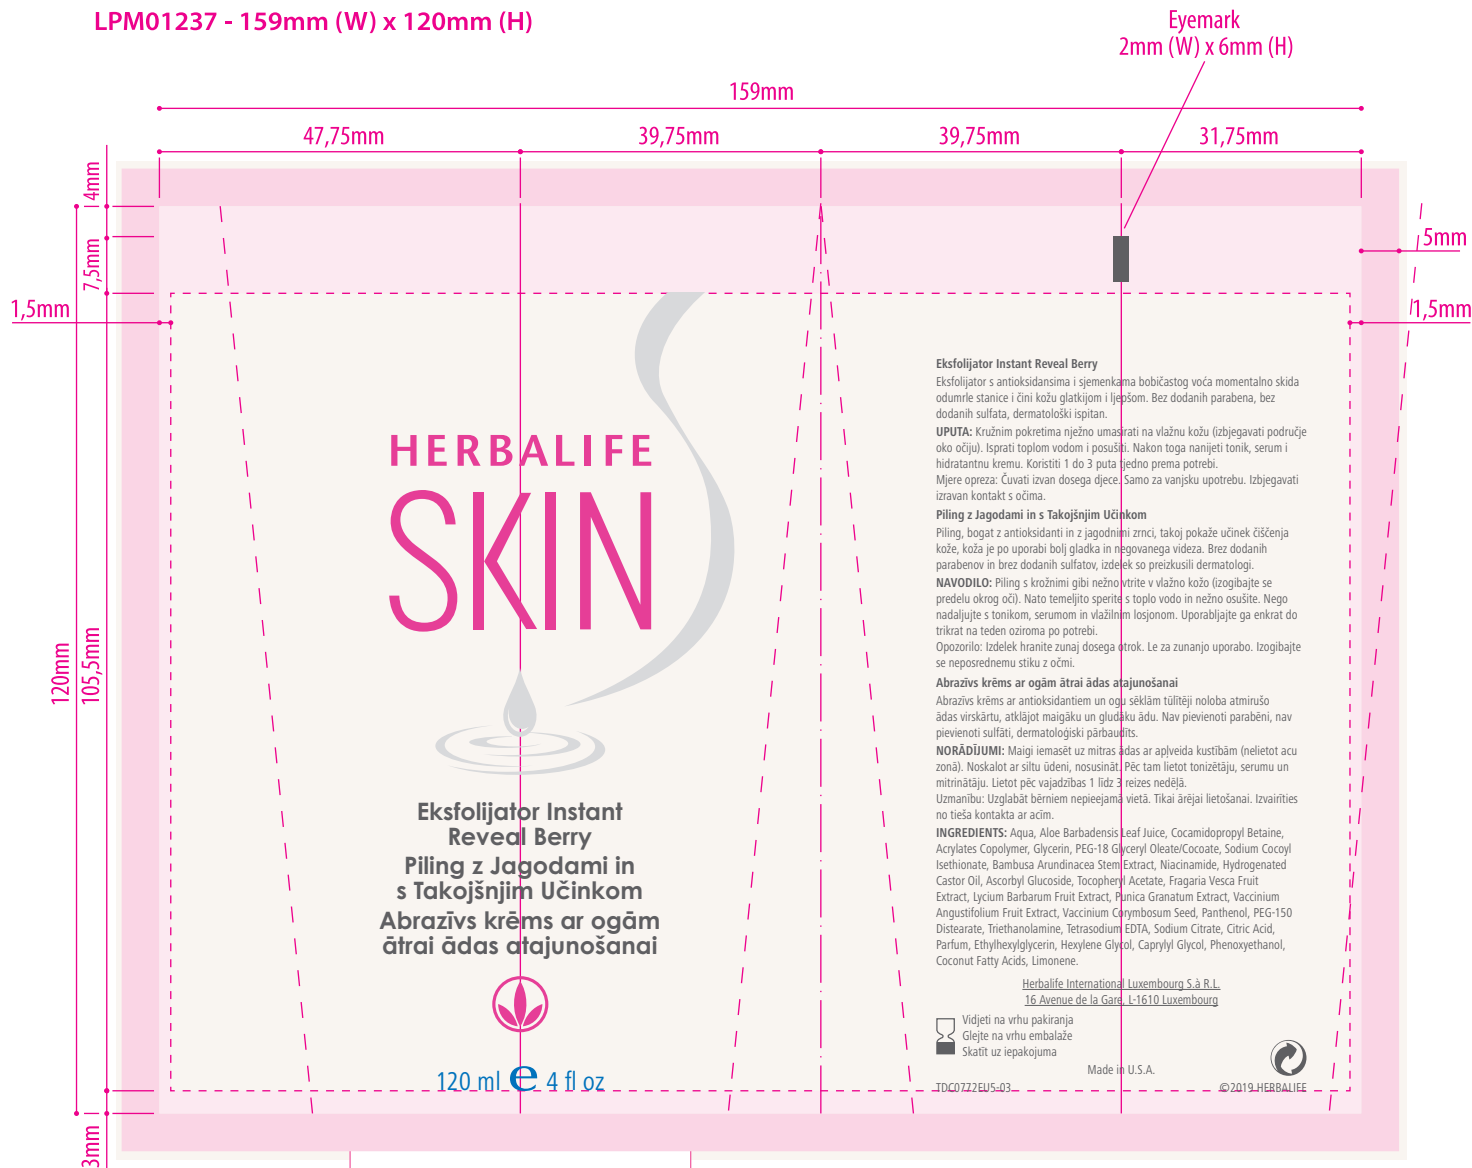 LPM01237 - 159mm (W) x 120mm (H)
Eyemark
2mm (W) x 6mm (H)
159mm
47,75mm
39,75mm
39,75mm
31,75mm
4mm
7,5mm
1,5mm
5mm
1,5mm
120mm
105,5mm
3mm
HERBALIFE
SKIN
Eksfolijator Instant
Reveal Berry
Piling z Jagodami in
s Takojšnjim Učinkom
Abrazīvs krēms ar ogām
ātrai ādas atajunošanai
120 ml e 4 fl oz
Eksfolijator Instant Reveal Berry
Eksfolijator s antioksidansima i sjemenkama bobičastog voća momentalno skida
odumrle stanice i čini kožu glatkijom i ljepšom. Bez dodanih parabena, bez
dodanih sulfata, dermatološki ispitan.
UPUTA: Kružnim pokretima nježno umasirati na vlažnu kožu (izbjegavati područje
oko očiju). Isprati toplom vodom i posušiti. Nakon toga nanijeti tonik, serum i
hidratantnu kremu. Koristiti 1 do 3 puta tjedno prema potrebi.
Mjere opreza: Čuvati izvan dosega djece. Samo za vanjsku upotrebu. Izbjegavati
izravan kontakt s očima.
Piling z Jagodami in s Takojšnjim Učinkom
Piling, bogat z antioksidanti in z jagodnimi zrnci, takoj pokaže učinek čiščenja
kože, koža je po uporabi bolj gladka in negovanega videza. Brez dodanih
parabenov in brez dodanih sulfatov, izdelek so preizkusili dermatologi.
NAVODILO: Piling s krožnimi gibi nežno vtrite v vlažno kožo (izogibajte se
predelu okrog oči). Nato temeljito sperite s toplo vodo in nežno osušite. Nego
nadaljujte s tonikom, serumom in vlažilnim losjonom. Uporabljajte ga enkrat do
trikrat na teden oziroma po potrebi.
Opozorilo: Izdelek hranite zunaj dosega otrok. Le za zunanjo uporabo. Izogibajte
se neposrednemu stiku z očmi.
Abrazīvs krēms ar ogām ātrai ādas atajunošanai
Abrazīvs krēms ar antioksidantiem un ogu sēklām tūlītēji noloba atmirušo
ādas virskārtu, atklājot maigāku un gludāku ādu. Nav pievienoti parabēni, nav
pievienoti sulfāti, dermatoloģiski pārbaudīts.
NORĀDĪJUMI: Maigi iemasēt uz mitras ādas ar apļveida kustībām (nelietot acu
zonā). Noskalot ar siltu ūdeni, nosusināt. Pēc tam lietot tonizētāju, serumu un
mitrinātāju. Lietot pēc vajadzības 1 līdz 3 reizes nedēļā.
Uzmanību: Uzglabāt bērniem nepieejamā vietā. Tikai ārējai lietošanai. Izvairīties
no tieša kontakta ar acīm.
INGREDIENTS: Aqua, Aloe Barbadensis Leaf Juice, Cocamidopropyl Betaine,
Acrylates Copolymer, Glycerin, PEG-18 Glyceryl Oleate/Cocoate, Sodium Cocoyl
Isethionate, Bambusa Arundinacea Stem Extract, Niacinamide, Hydrogenated
Castor Oil, Ascorbyl Glucoside, Tocopheryl Acetate, Fragaria Vesca Fruit
Extract, Lycium Barbarum Fruit Extract, Punica Granatum Extract, Vaccinium
Angustifolium Fruit Extract, Vaccinium Corymbosum Seed, Panthenol, PEG-150
Distearate, Triethanolamine, Tetrasodium EDTA, Sodium Citrate, Citric Acid,
Parfum, Ethylhexylglycerin, Hexylene Glycol, Caprylyl Glycol, Phenoxyethanol,
Coconut Fatty Acids, Limonene.
Herbalife International Luxembourg S.à R.L.
16 Avenue de la Gare, L-1610 Luxembourg
Vidjeti na vrhu pakiranja
Glejte na vrhu embalaže
Skatīt uz iepakojuma
Made in U.S.A.
TDC0772EU5-03
©2019 HERBALIFE